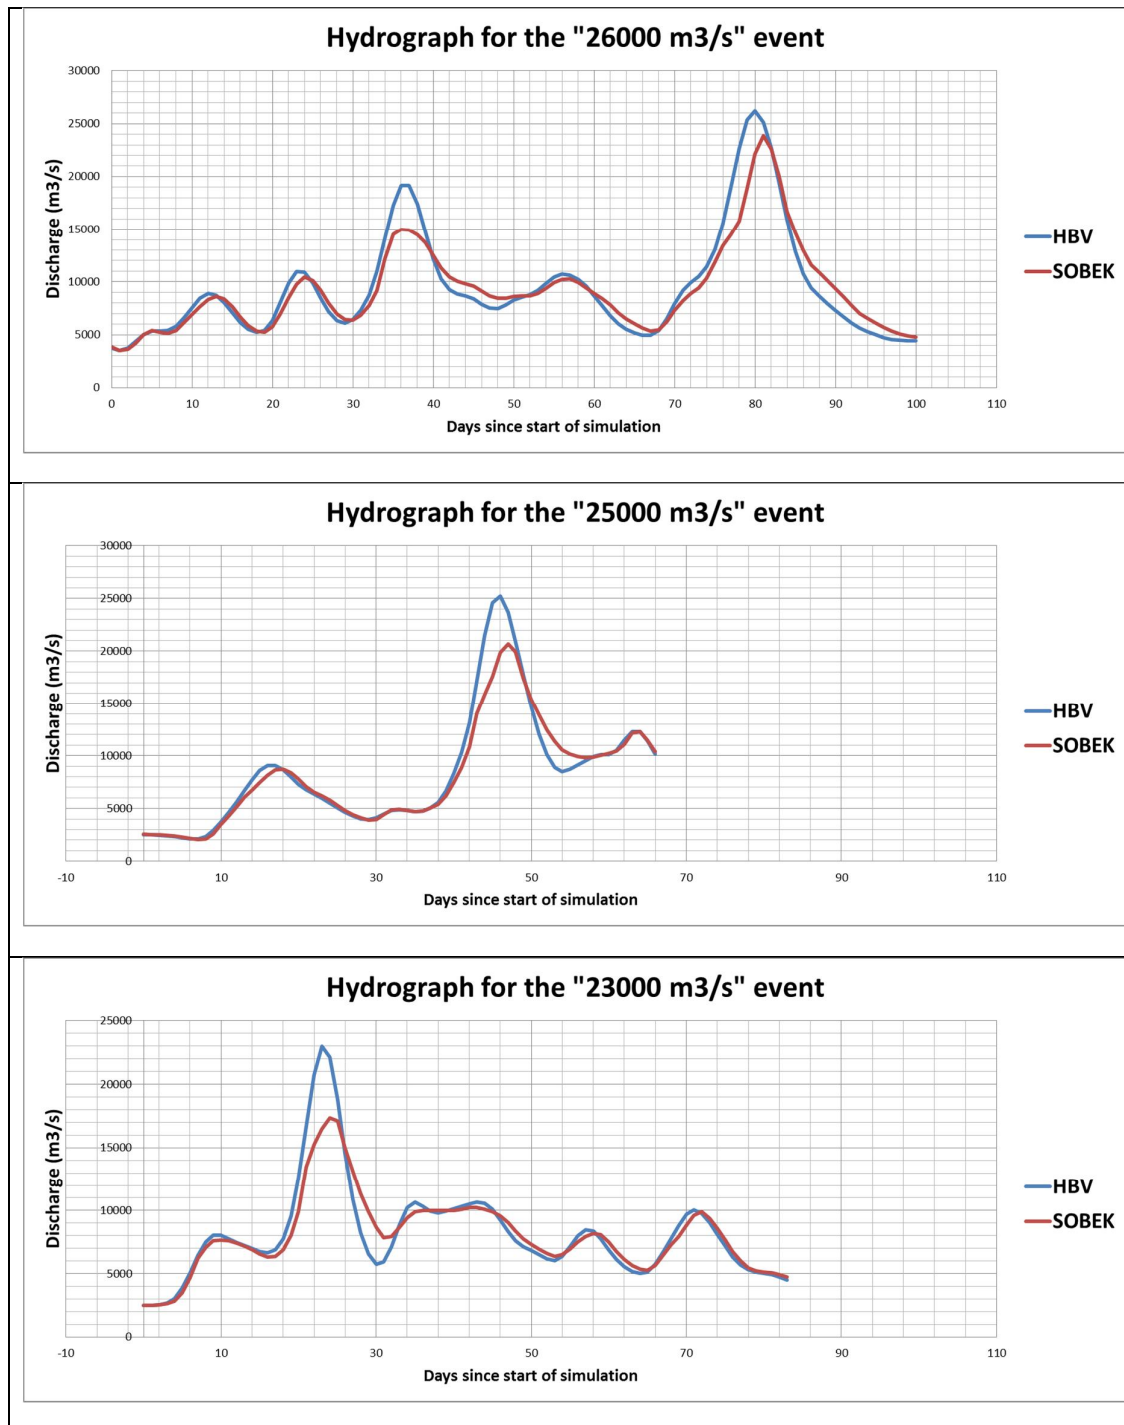 Hydrograph for the "26000 m3/s" event
30000
25000
20000
15000
10000
5000
0
Discharge (m3/s)
0 10 20 30 40 50 60 70 80 90 100 110
Days since start of simulation
HBV
SOBEK
Hydrograph for the "25000 m3/s" event
30000
25000
20000
15000
10000
5000
0
Discharge (m3/s)
-10 10 30 50 70 90 110
Days since start of simulation
HBV
SOBEK
Hydrograph for the "23000 m3/s" event
25000
20000
15000
10000
5000
0
Discharge (m3/s)
-10 10 30 50 70 90 110
Days since start of simulation
HBV
SOBEK